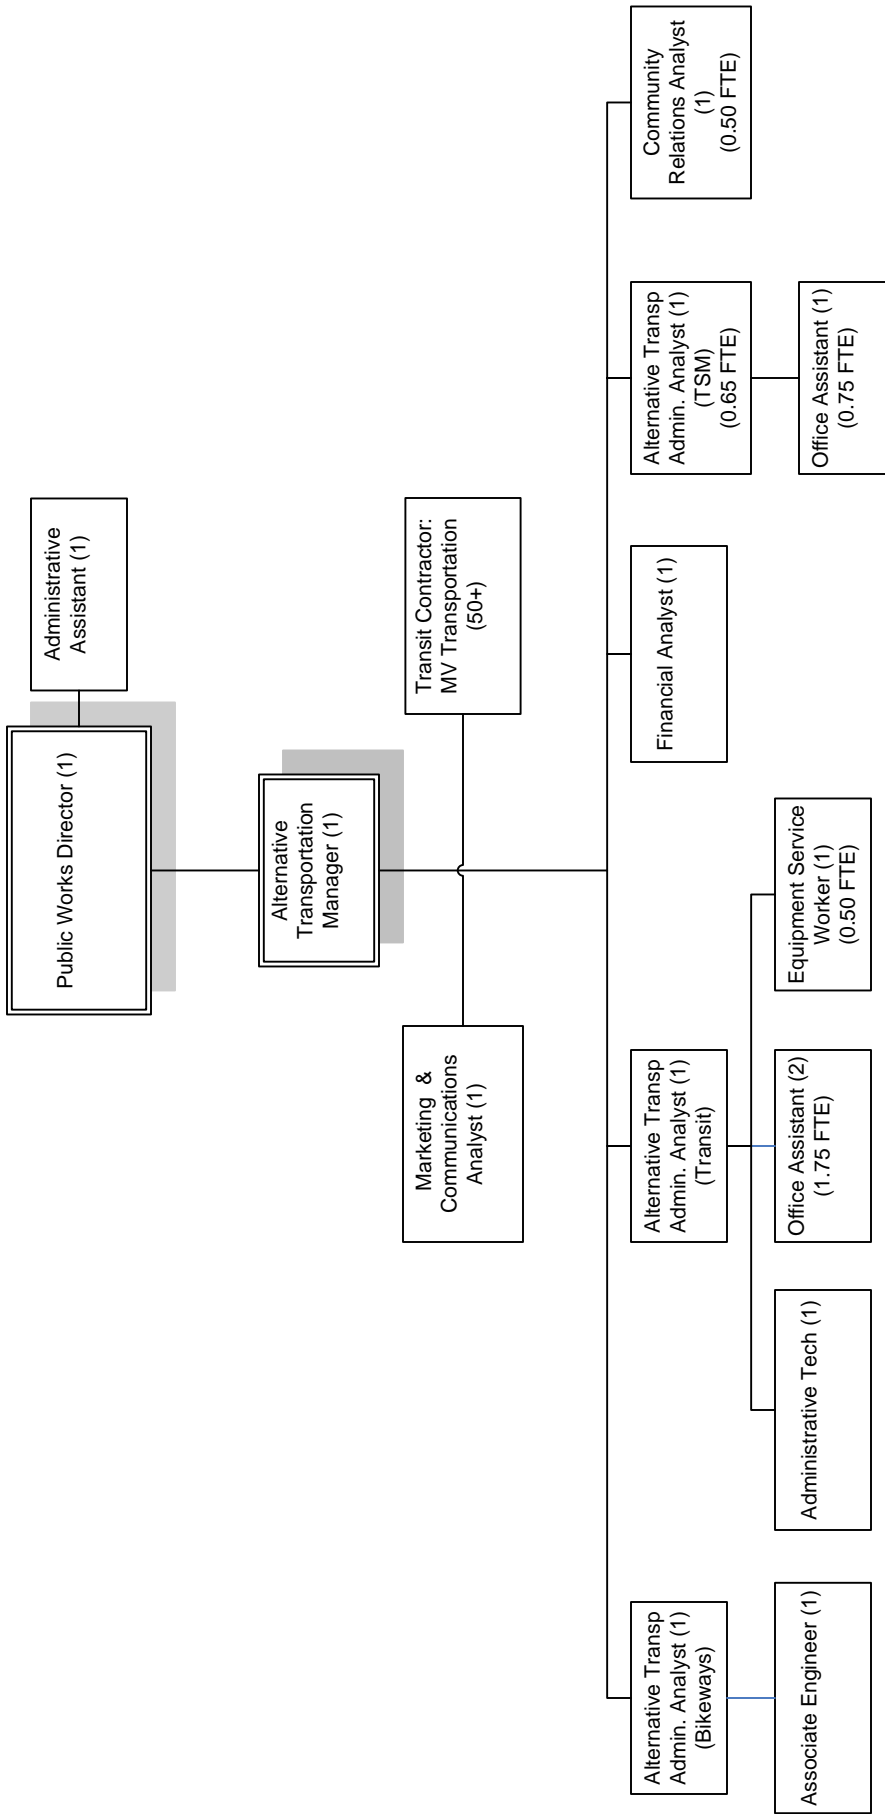 Public Works Director (1)
Administrative
Assistant (1)
Alternative
Transportation
Manager (1)
Marketing &
Communications
Analyst (1)
Transit Contractor:
MV Transportation
(50+)
Alternative Transp
Admin. Analyst (1)
(Bikeways)
Alternative Transp
Admin. Analyst (1)
(Transit)
Financial Analyst (1)
Alternative Transp
Admin. Analyst (1)
(TSM)
(0.65 FTE)
Community
Relations Analyst
(1)
(0.50 FTE)
Associate Engineer (1)
Administrative Tech (1)
Office Assistant (2)
(1.75 FTE)
Equipment Service
Worker (1)
(0.50 FTE)
Office Assistant (1)
(0.75 FTE)